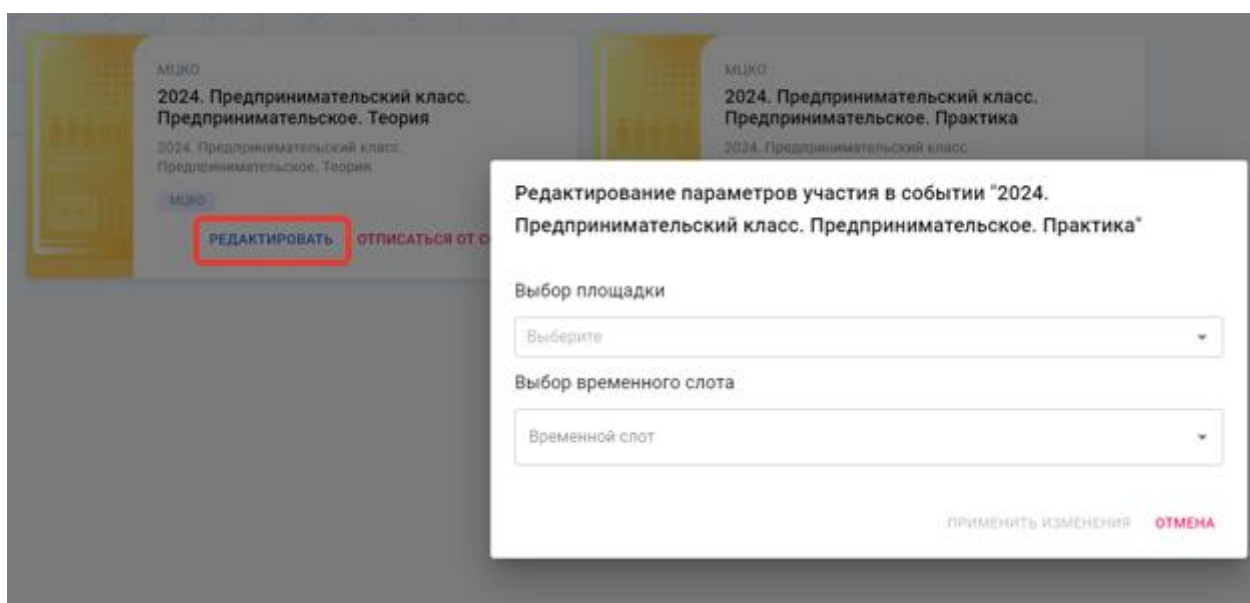 МЦКО
2024. Предпринимательский класс.
Предпринимательское. Теория
2024. Предпринимательский класс.
Предпринимательское. Теория
МЦКО
РЕДАКТИРОВАТЬ ОТПИСАТЬСЯ ОТ С
МЦКО
2024. Предпринимательский класс.
Предпринимательское. Практика
2024. Предпринимательский класс.
Редактирование параметров участия в событии "2024.
Предпринимательский класс. Предпринимательское. Практика"
Выбор площадки
Выберите
Выбор временного слота
Временной слот
ПРИМЕНИТЬ ИЗМЕНЕНИЯ ОТМЕНА